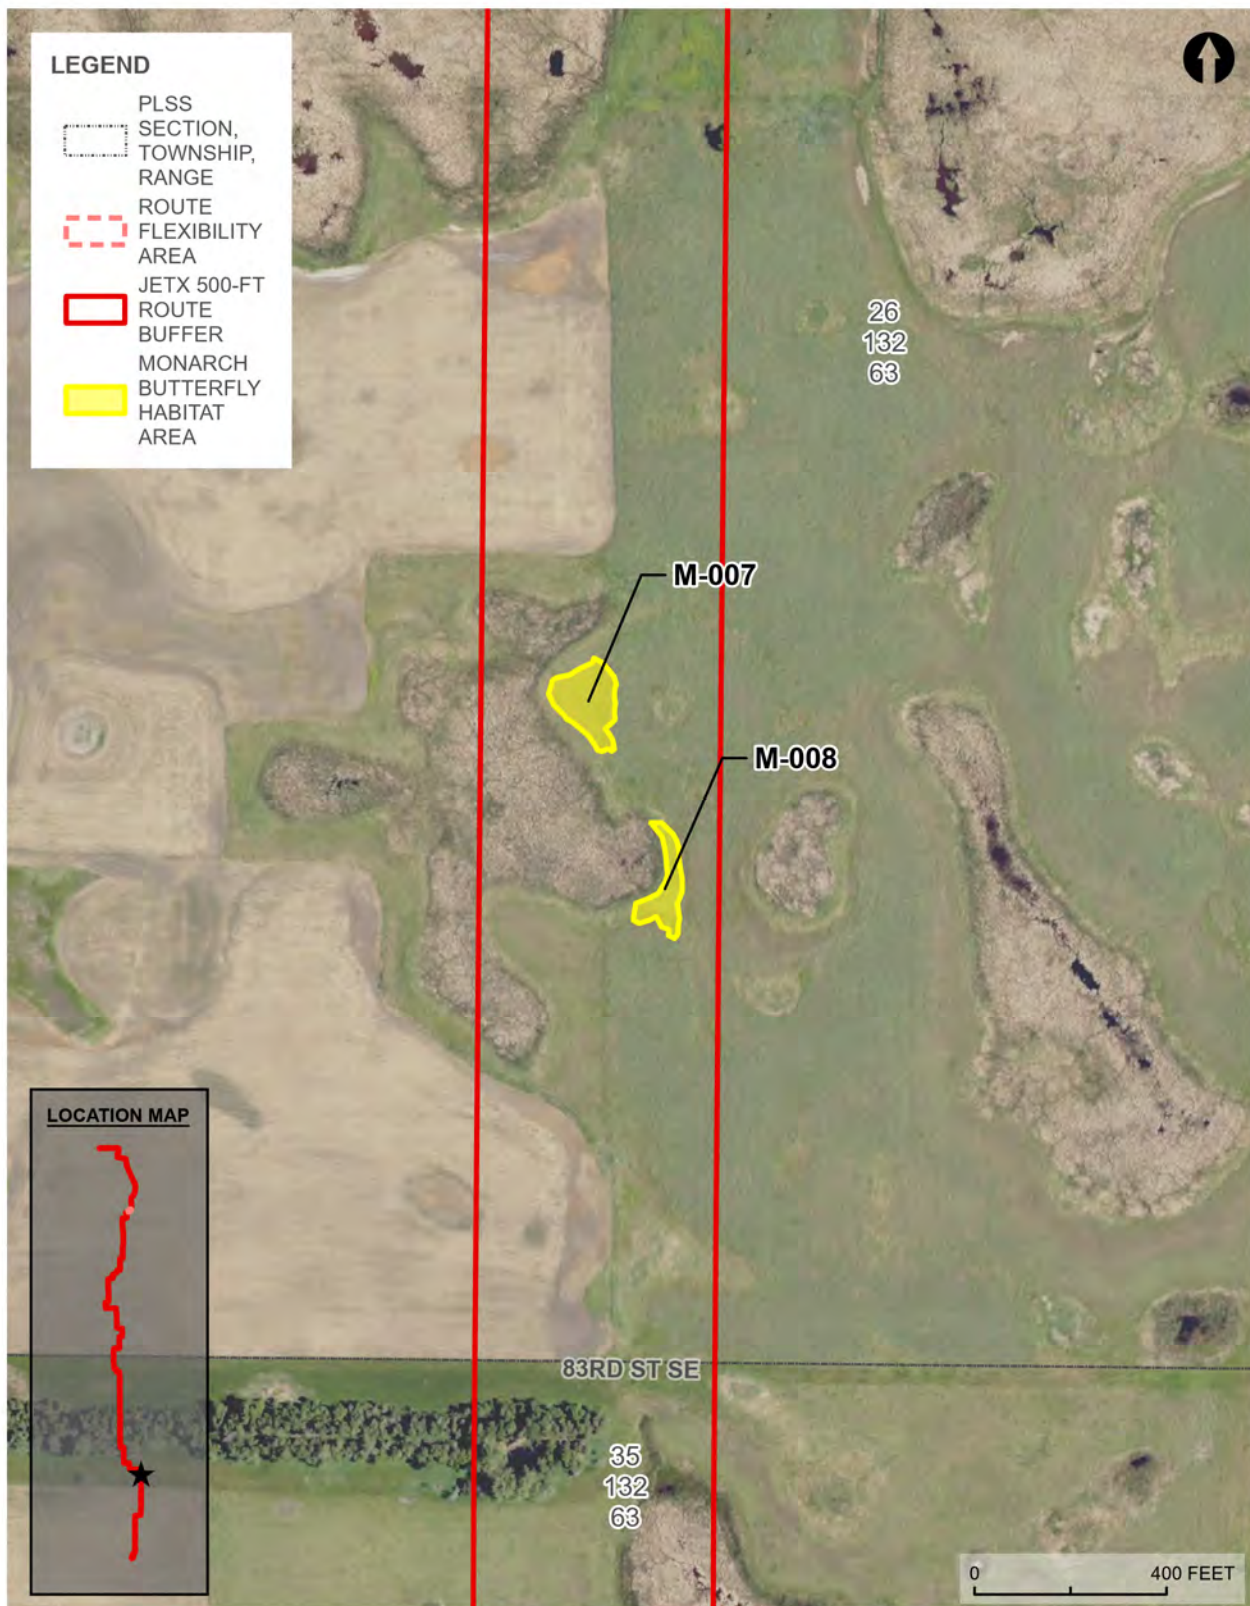 LEGEND
PLSS
SECTION,
TOWNSHIP,
RANGE
ROUTE
FLEXIBILITY
AREA
JETX 500-FT
ROUTE
BUFFER
MONARCH
BUTTERFLY
HABITAT
AREA
26
132
63
M-007
M-008
LOCATION MAP
83RD ST SE
35
132
63
0 400 FEET